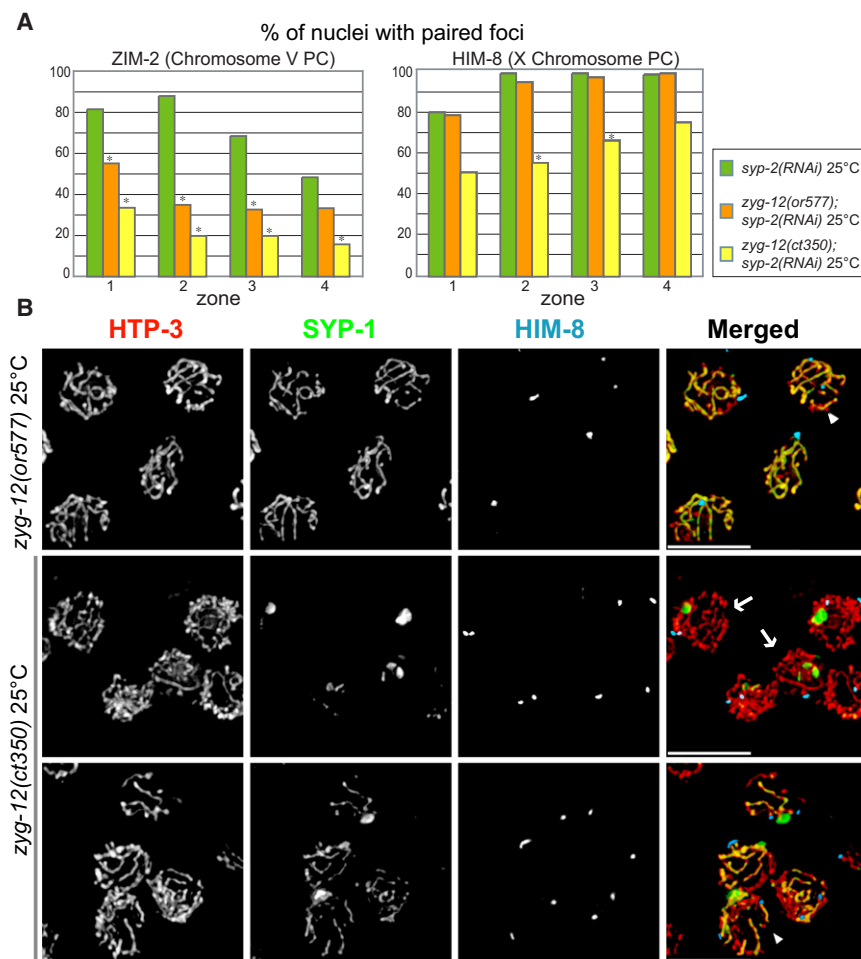 A
% of nuclei with paired foci
ZIM-2 (Chromosome V PC)
HIM-8 (X Chromosome PC)
100
80
60
40
20
0
*
*
*
*
*
*
*
1
2
3
4
zone
100
80
60
40
20
0
*
*
1
2
3
4
zone
syp-2(RNAi) 25°C
zyg-12(or577);
syp-2(RNAi) 25°C
zyg-12(ct350);
syp-2(RNAi) 25°C
B
HTP-3
SYP-1
HIM-8
Merged
zyg-12(or577) 25°C
zyg-12(ct350) 25°C